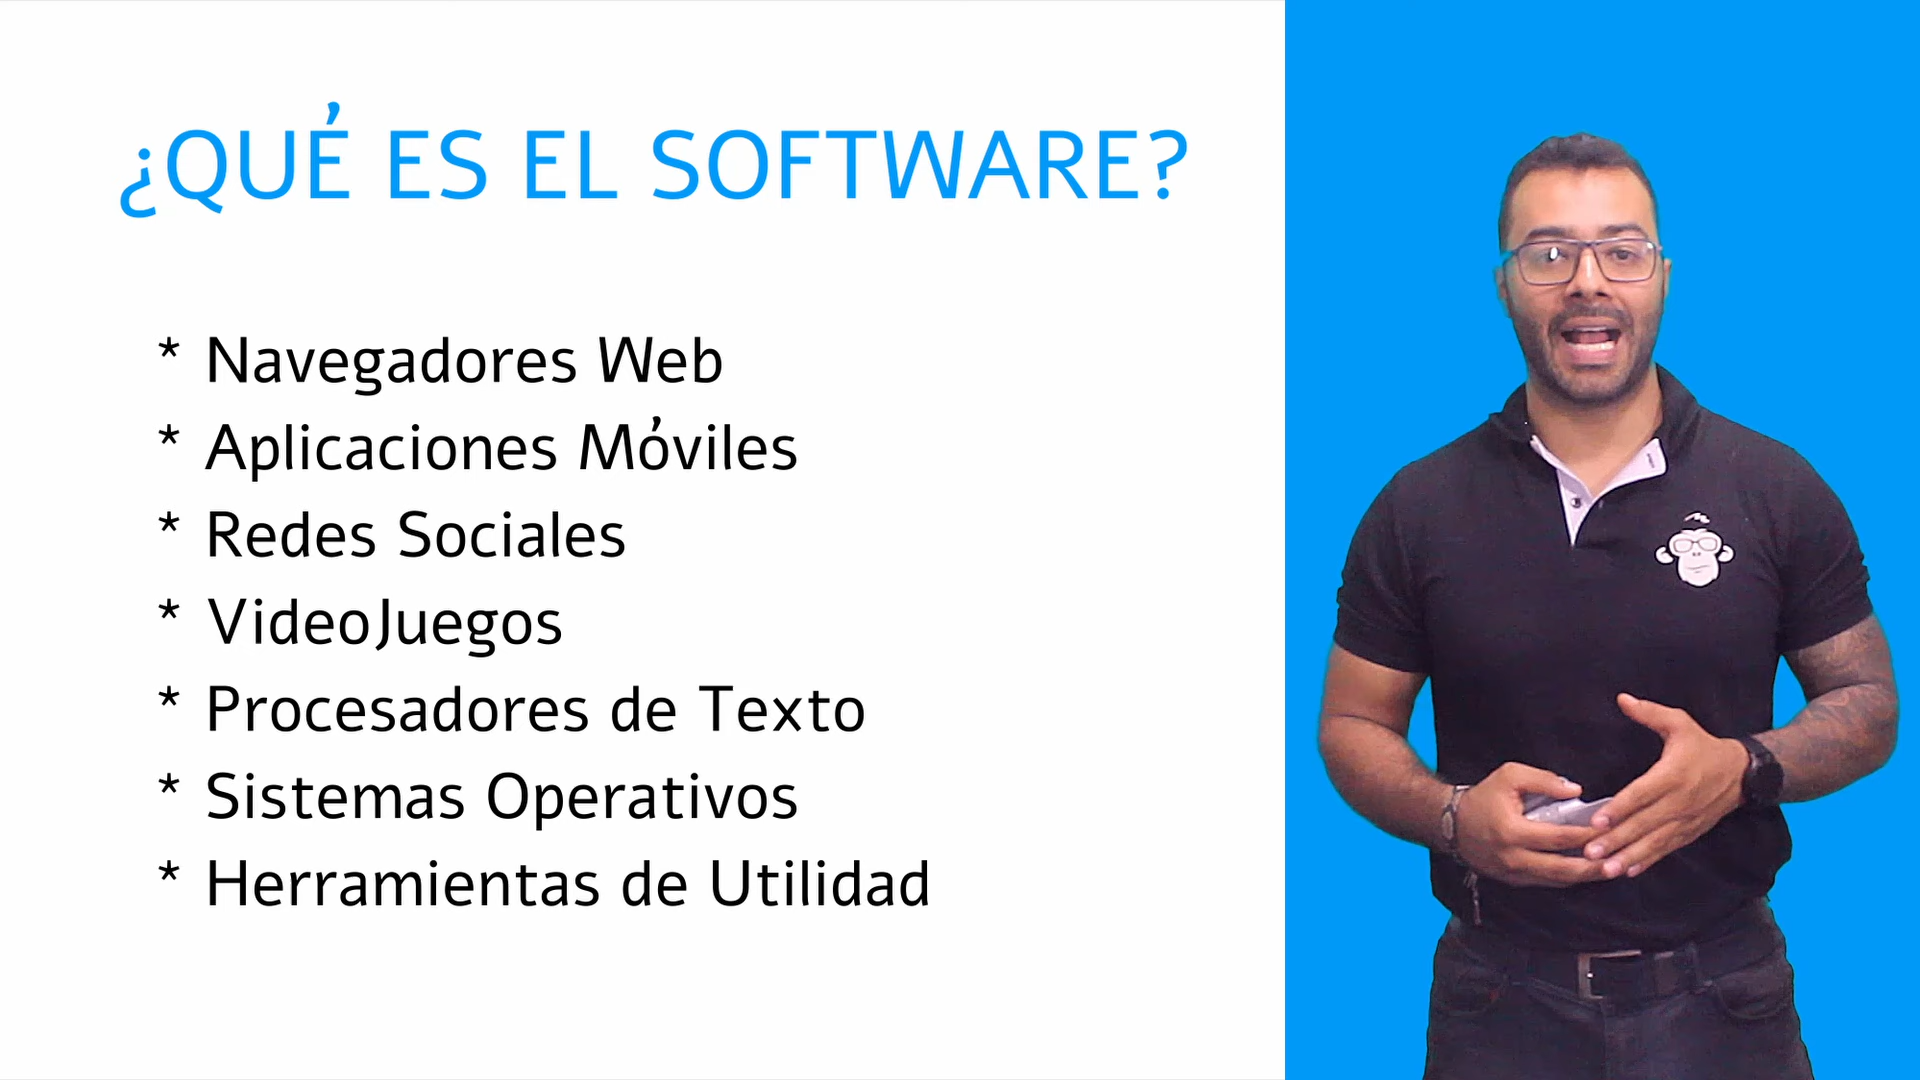 ¿QUÉ ES EL SOFTWARE?
* Navegadores Web
* Aplicaciones Móviles
* Redes Sociales
* VideoJuegos
* Procesadores de Texto
* Sistemas Operativos
* Herramientas de Utilidad